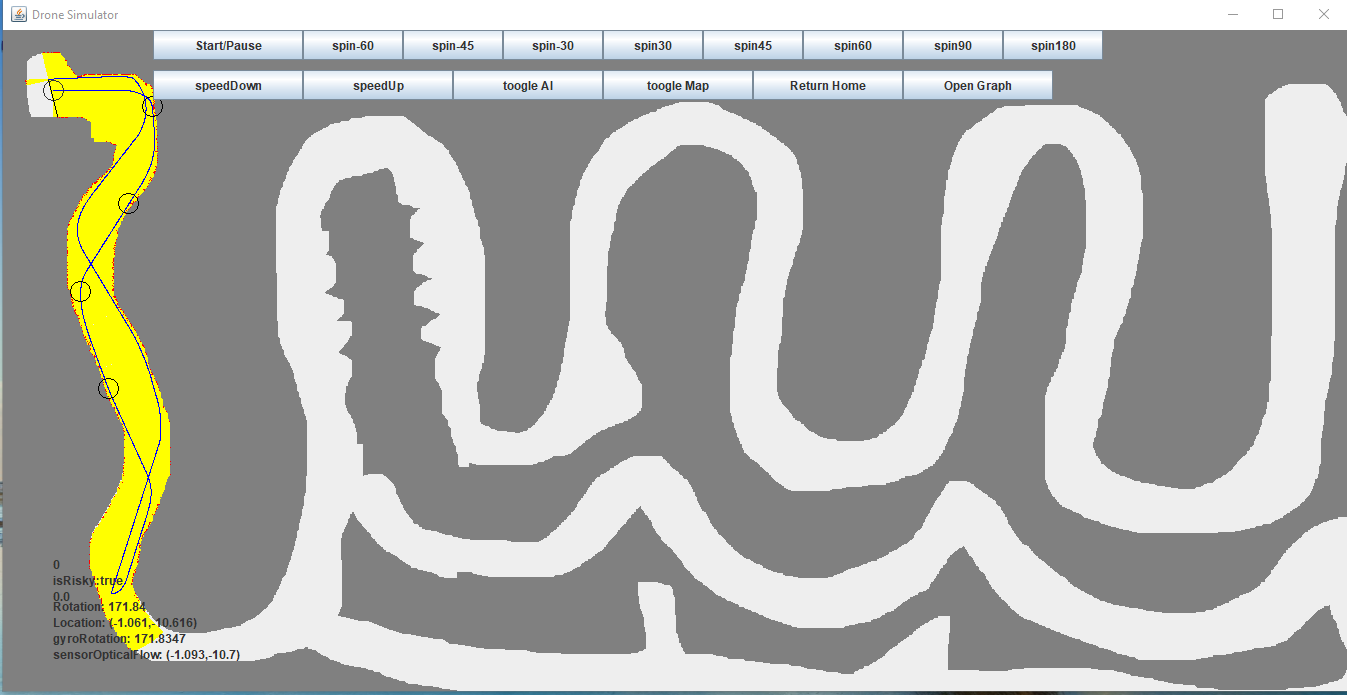 Drone Simulator
Start/Pause spin-60 spin-45 spin-30 spin30 spin45 spin60 spin90 spin180
speedDown speedUp toogle AI toogle Map Return Home Open Graph
0
isRisky:true
0.0
Rotation: 171.84
Location: (-1.061,-10.616)
gyroRotation: 171.8347
sensorOpticalFlow: (-1.093,-10.7)